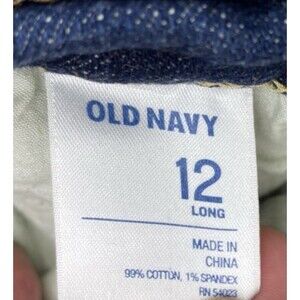 OLD NAVY
12
LONG
MADE IN
CHINA
99% COTTON, 1% SPANDEX
RN 54023